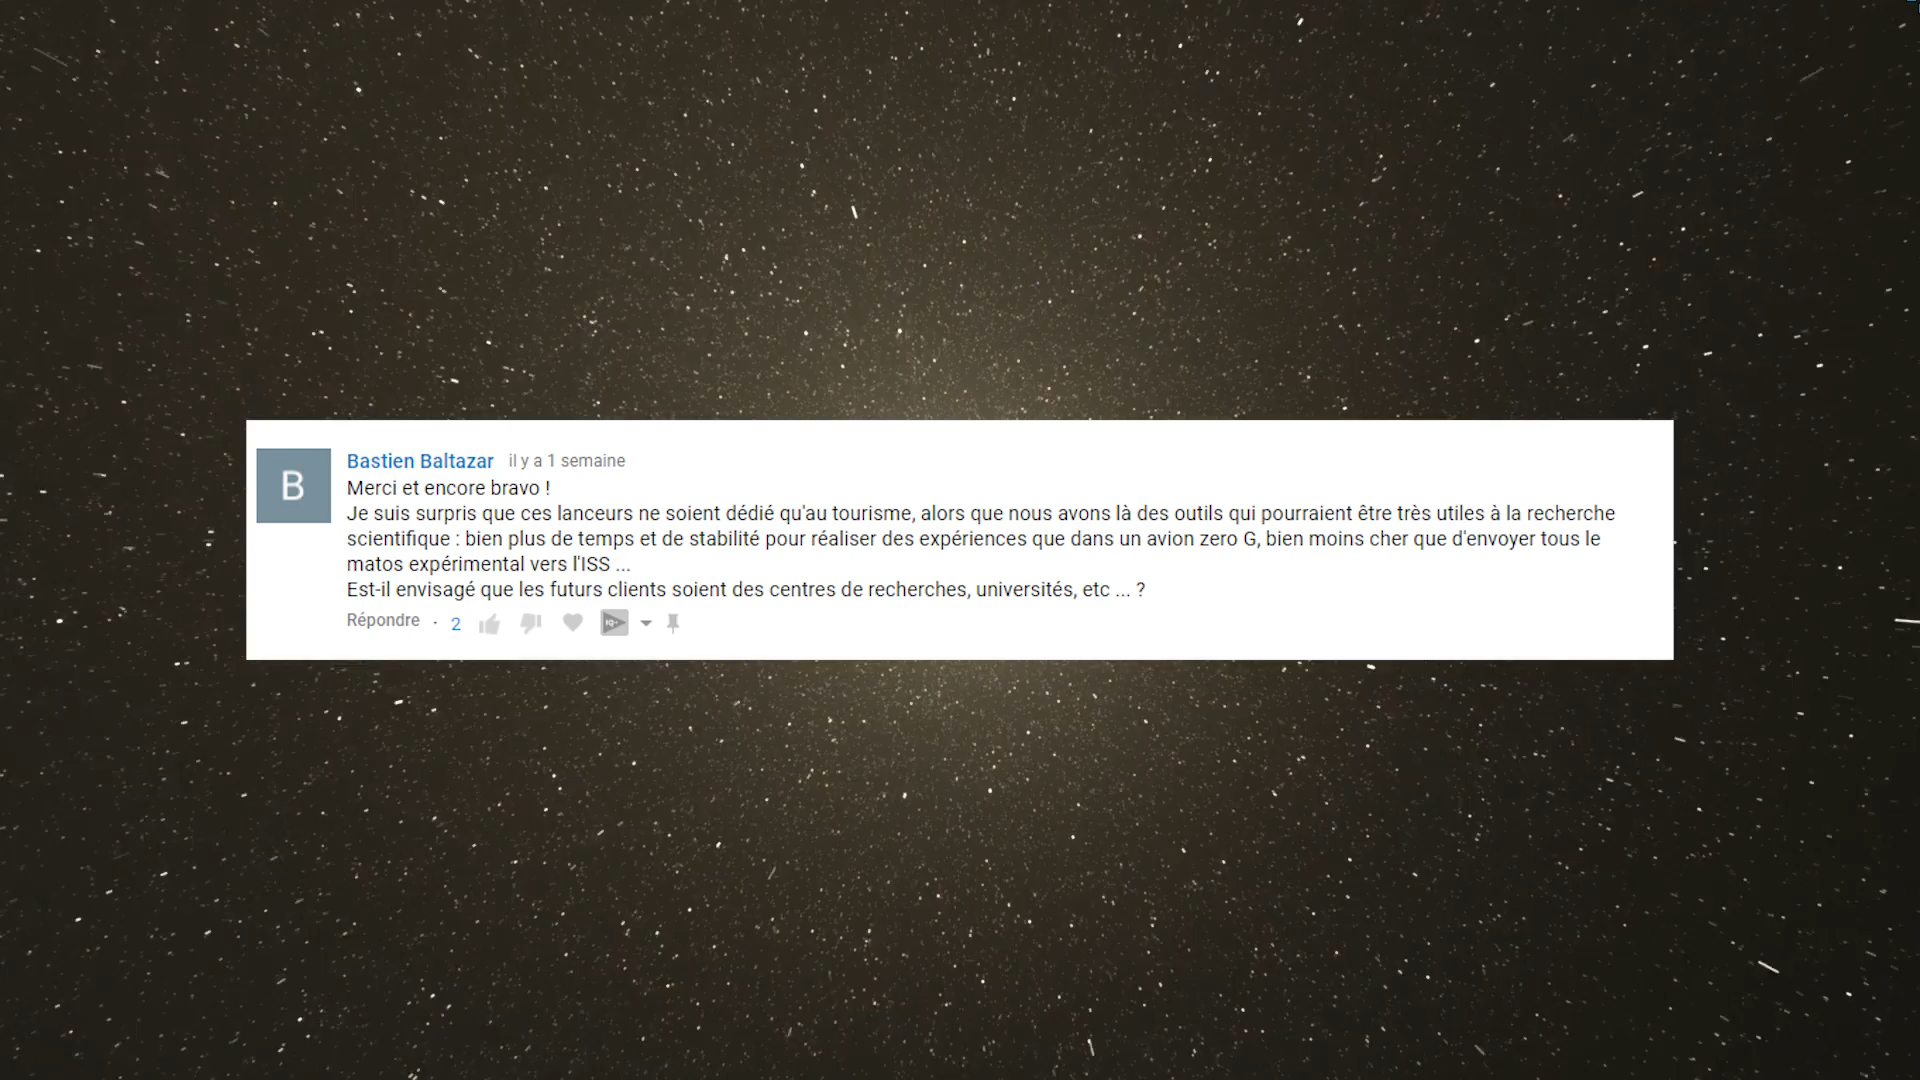 B
Bastien Baltazar il y a 1 semaine
Merci et encore bravo !
Je suis surpris que ces lanceurs ne soient dédié qu'au tourisme, alors que nous avons là des outils qui pourraient être très utiles à la recherche
scientifique : bien plus de temps et de stabilité pour réaliser des expériences que dans un avion zero G, bien moins cher que d'envoyer tous le
matos expérimental vers l'ISS ...
Est-il envisagé que les futurs clients soient des centres de recherches, universités, etc ... ?
Répondre · 2